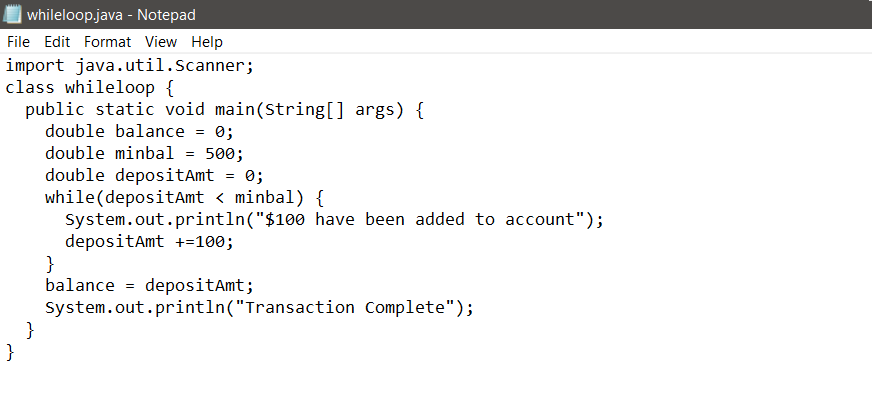 whileloop.java - Notepad
File Edit Format View Help
import java.util.Scanner;
class whileloop {
  public static void main(String[] args) {
    double balance = 0;
    double minbal = 500;
    double depositAmt = 0;
    while(depositAmt < minbal) {
      System.out.println("$100 have been added to account");
      depositAmt +=100;
    }
    balance = depositAmt;
    System.out.println("Transaction Complete");
  }
}